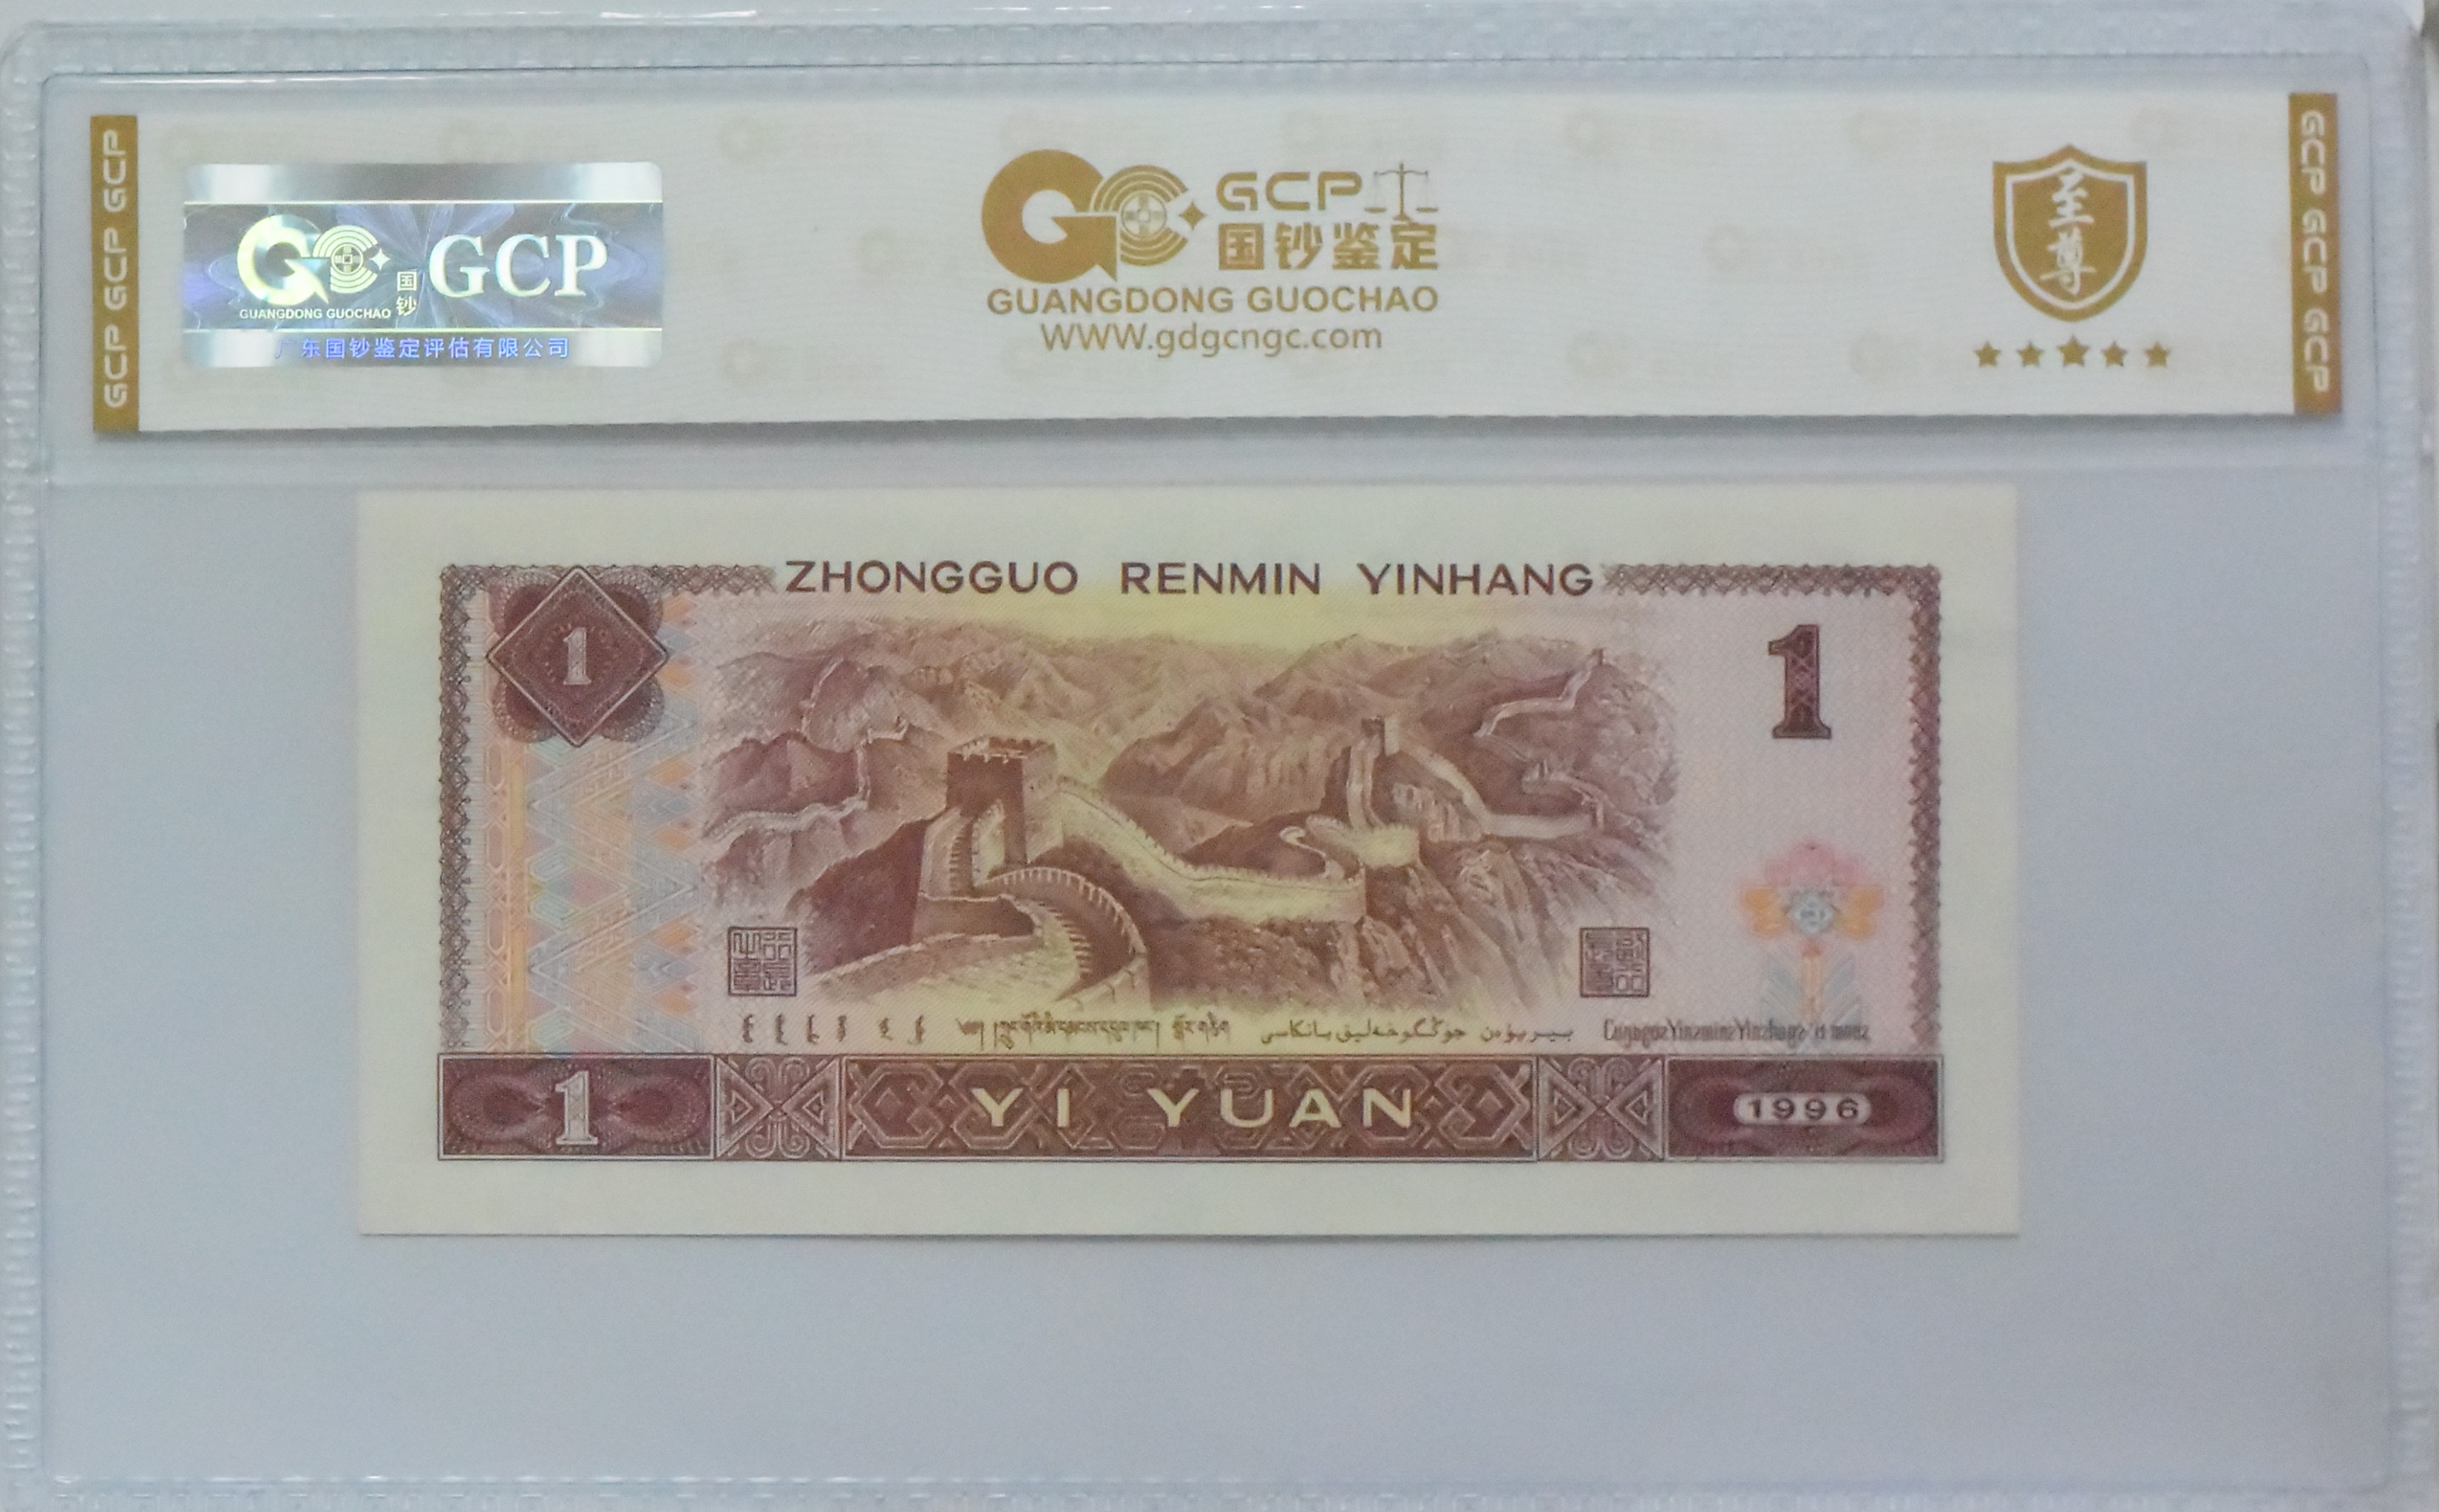 GCP GCP GCP
国钞 GCP
GUANGDONG GUOCHAO
广东国钞鉴定评估有限公司
GCP
国钞鉴定
GUANGDONG GUOCHAO
WWW.gdgcngc.com
至尊
GCP GCP GCP
ZHONGGUO RENMIN YINHANG
1
1
1
YI YUAN
1996